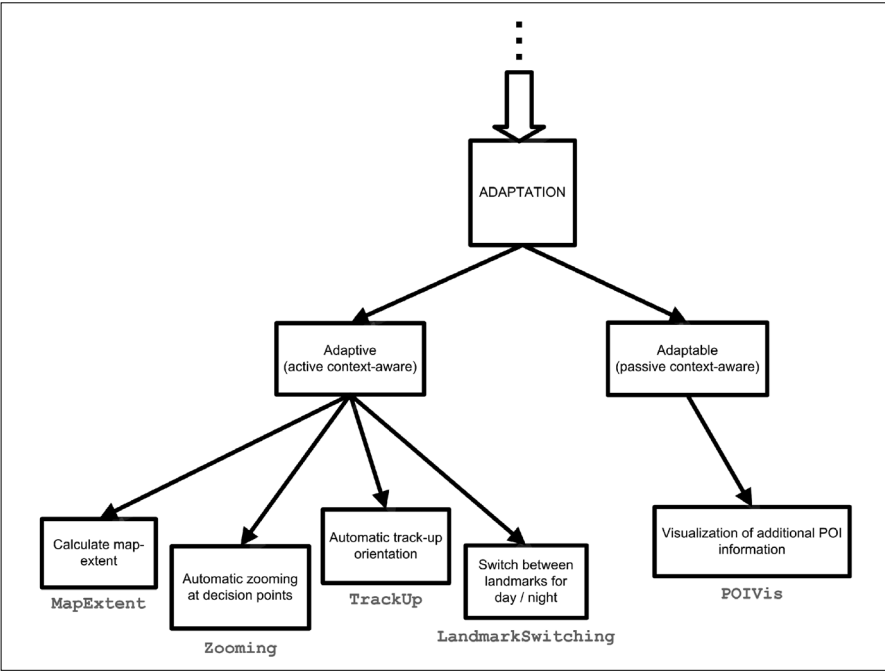 ADAPTATION
Adaptive
(active context-aware)
Adaptable
(passive context-aware)
Calculate map-
extent
MapExtent
Automatic zooming
at decision points
Zooming
Automatic track-up
orientation
TrackUp
Switch between
landmarks for
day / night
LandmarkSwitching
Visualization of additional POI
information
POIVis